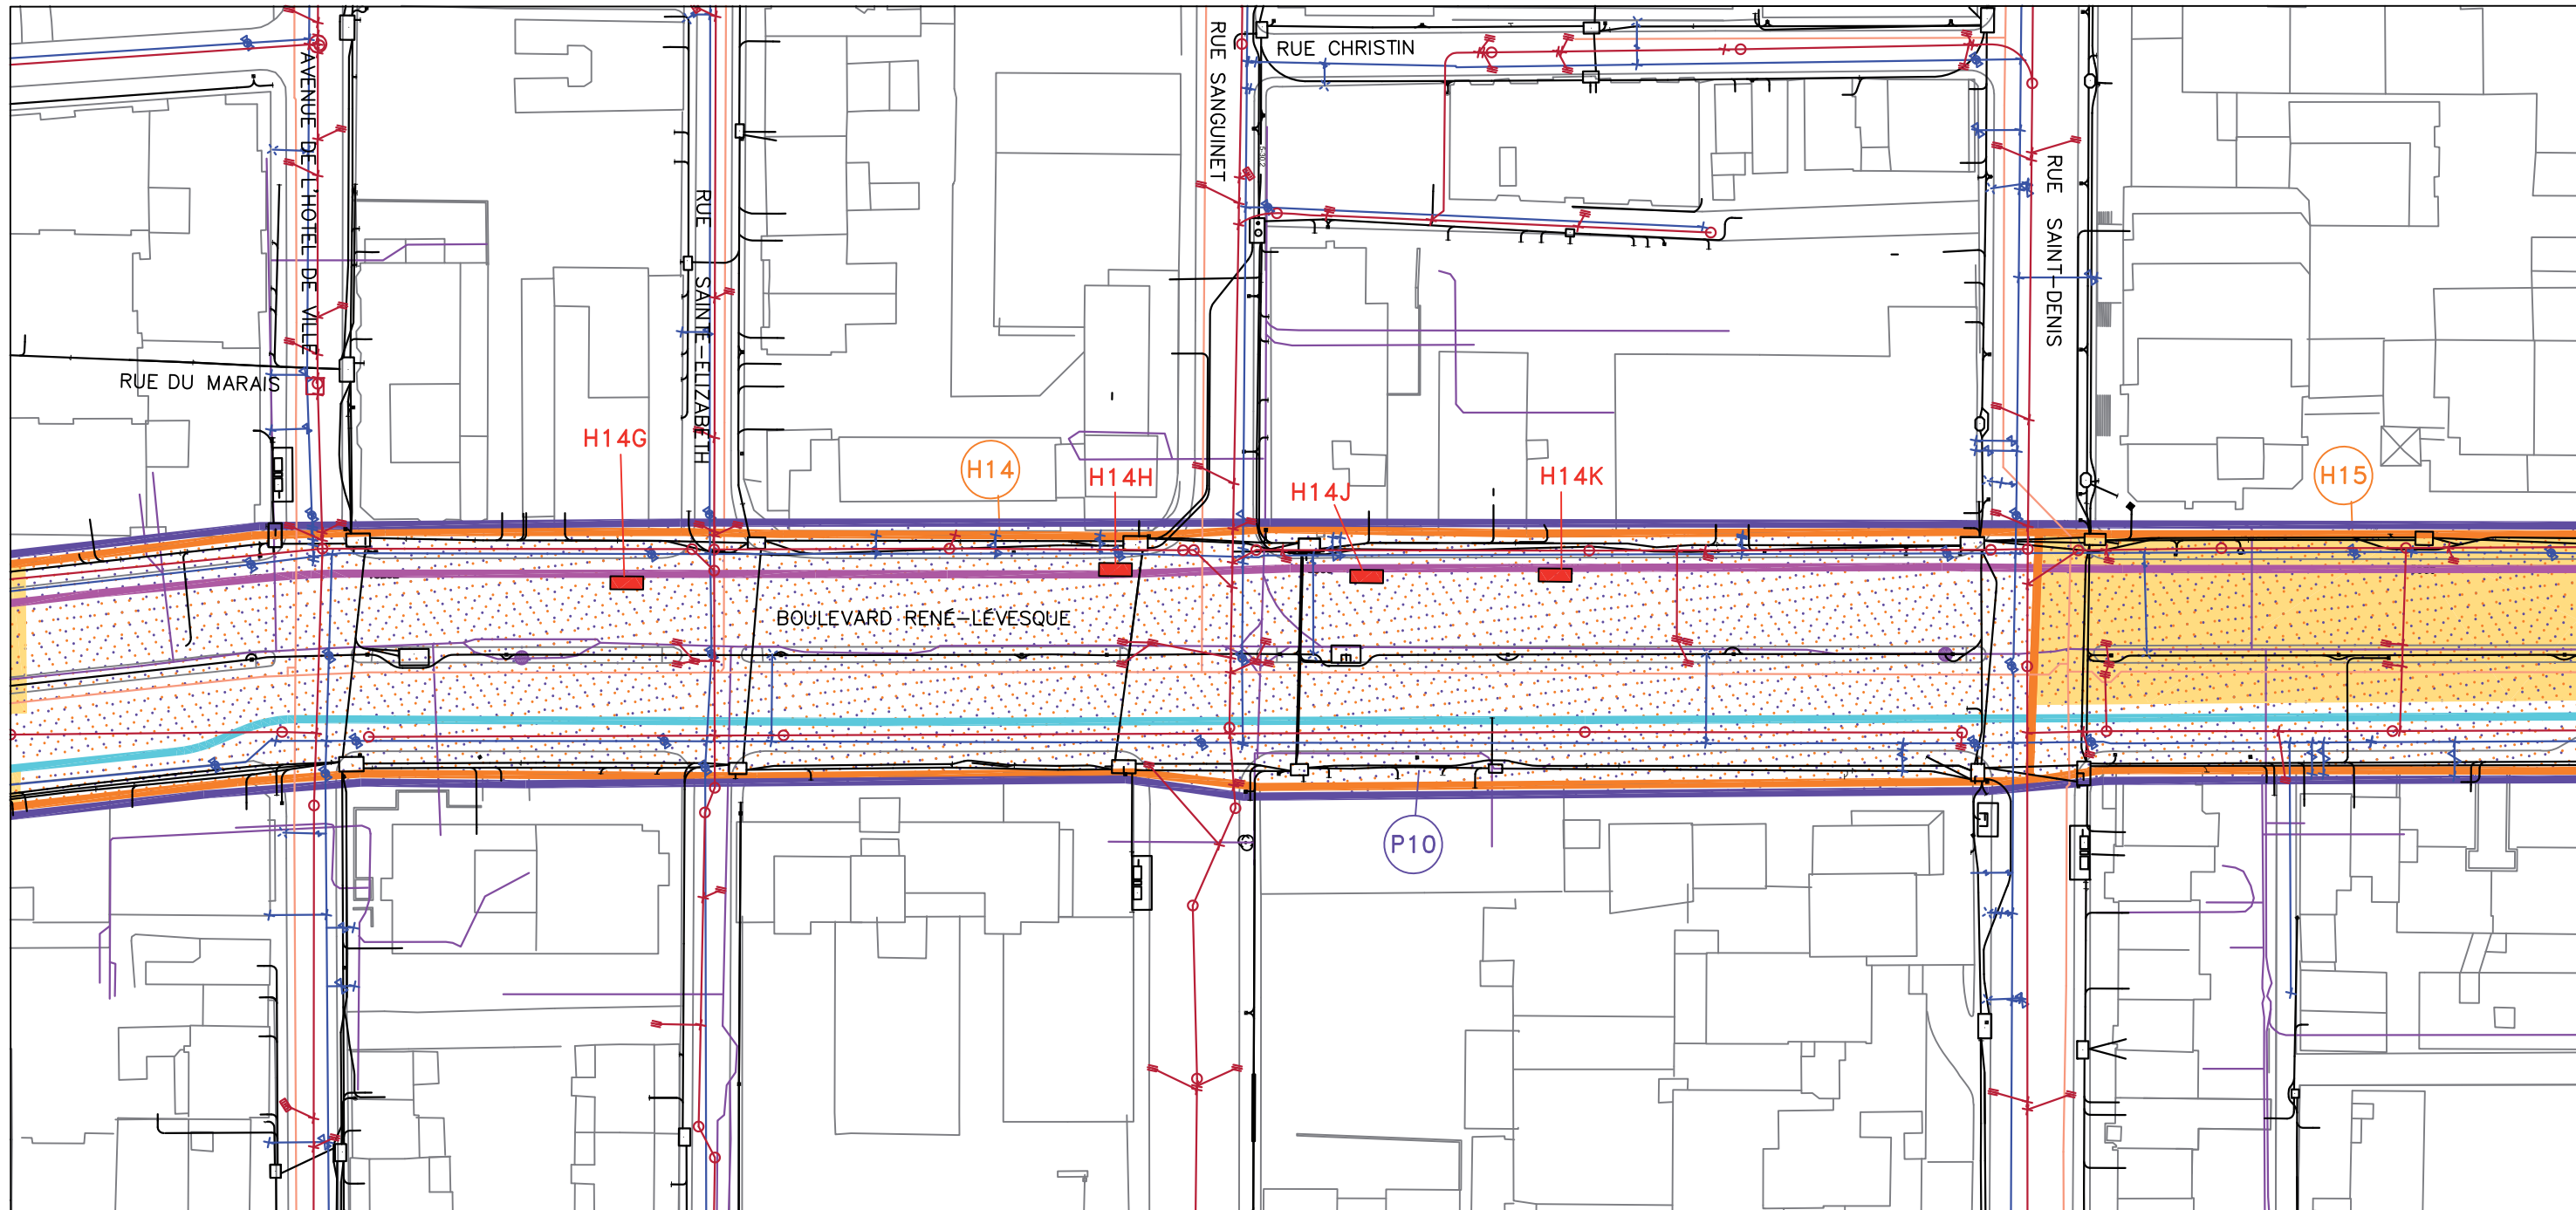 RUE CHRISTIN
RUE SANGUINET
AVENUE DE L'HOTEL DE VILLE
RUE SAINT-DENIS
RUE SAINTE-ELIZABETH
RUE DU MARAIS
H14G
H14
H14H
H14J
H14K
H15
BOULEVARD RENÉ-LÉVESQUE
P10